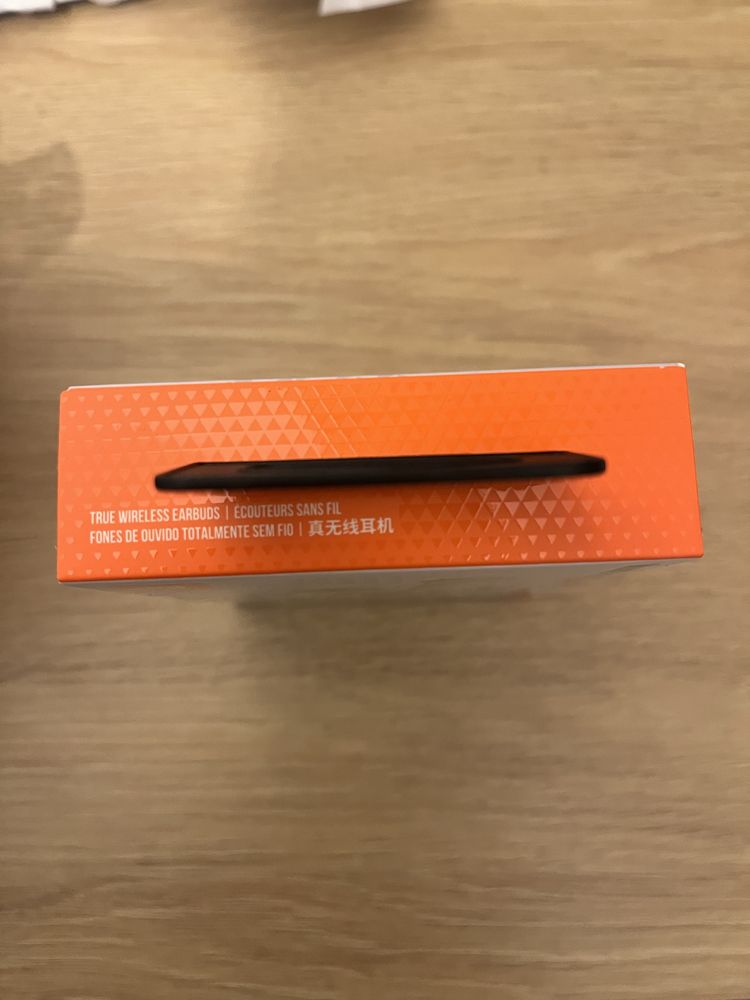 TRUE WIRELESS EARBUDS | ÉCOUTEURS SANS FIL
FONES DE OUVIDO TOTALMENTE SEM FIO | 真无线耳机